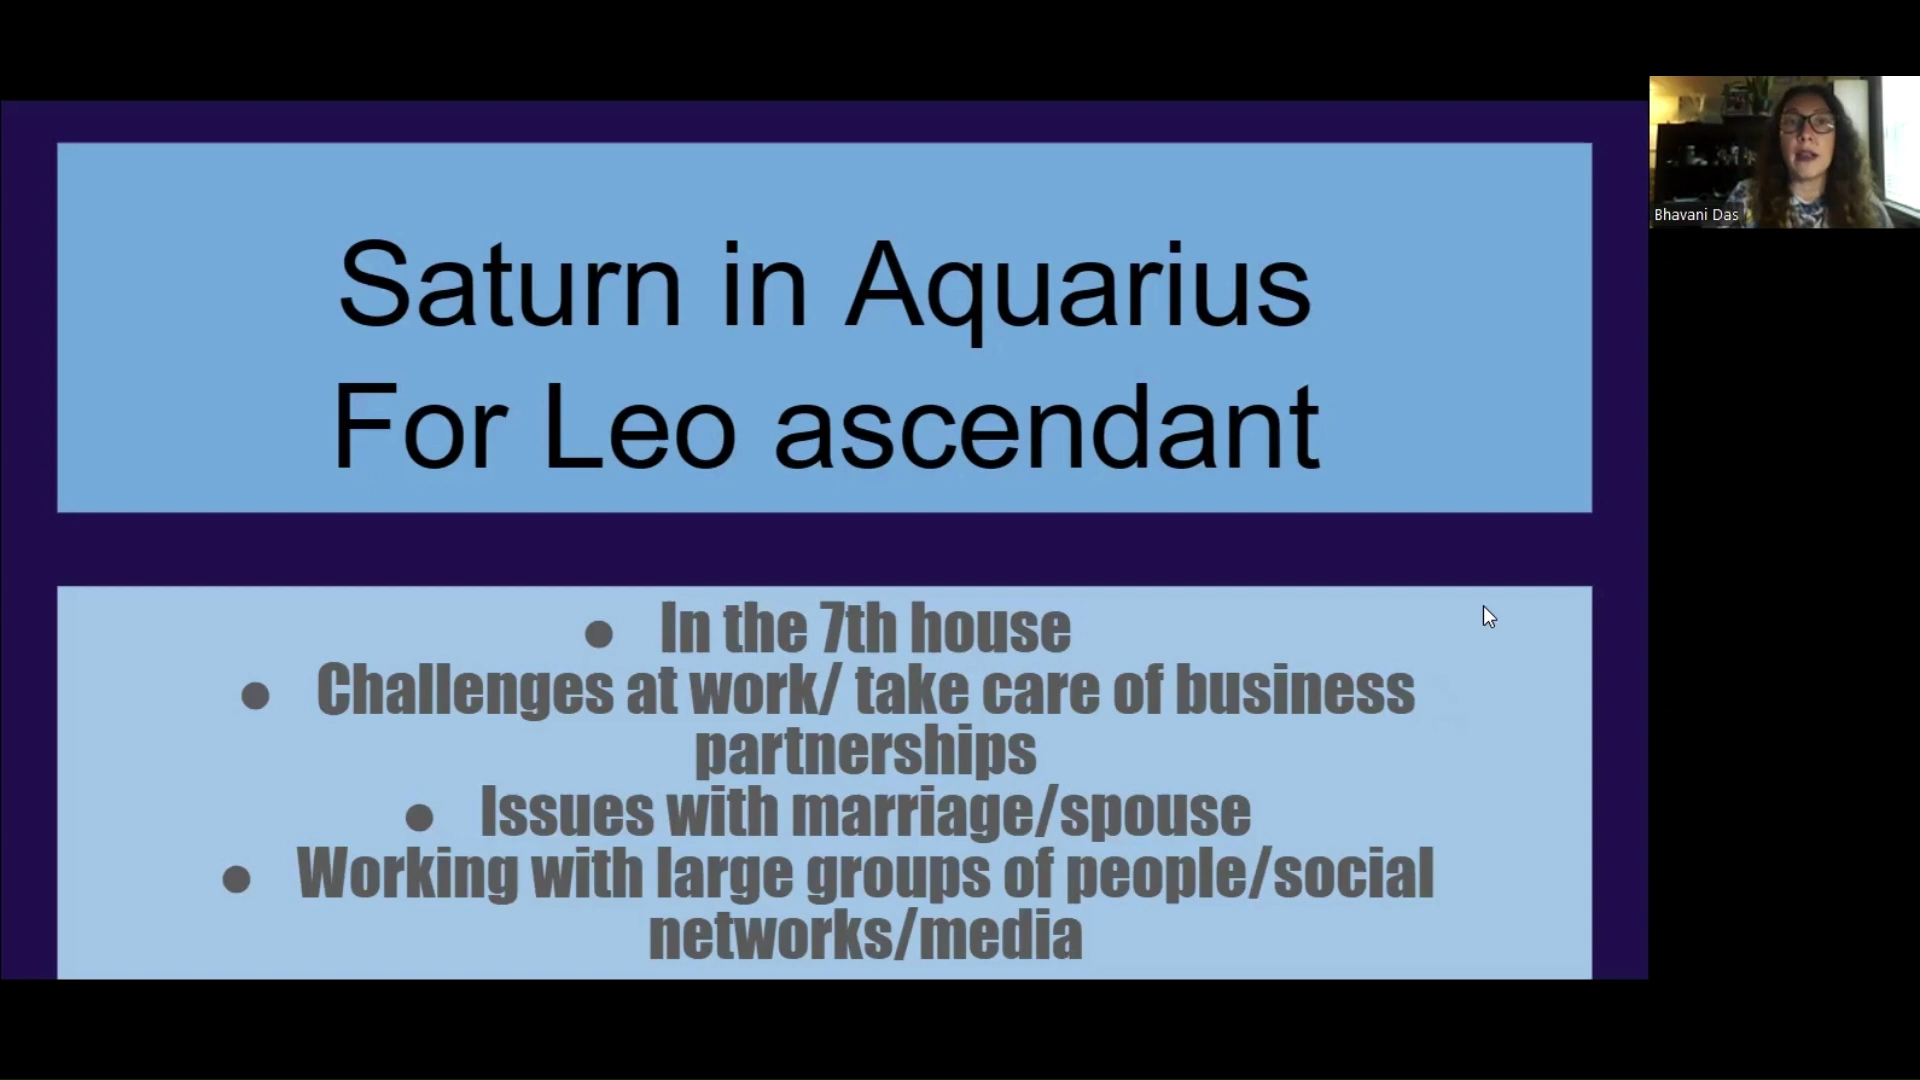 Saturn in Aquarius
For Leo ascendant
Bhavani Das
● In the 7th house
● Challenges at work/ take care of business
partnerships
● Issues with marriage/spouse
● Working with large groups of people/social
networks/media